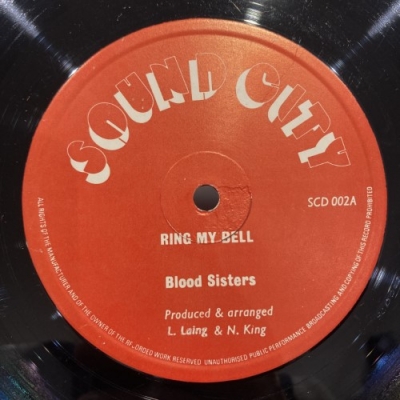 SOUND CITY
SCD 002A
RING MY BELL
Blood Sisters
Produced & arranged
L. Laing & N. King
ALL RIGHTS OF THE MANUFACTURER AND OF THE OWNER OF THE RECORDED WORK RESERVED UNAUTHORISED PUBLIC PERFORMANCE BROADCASTING AND COPYING OF THIS RECORD PROHIBITED